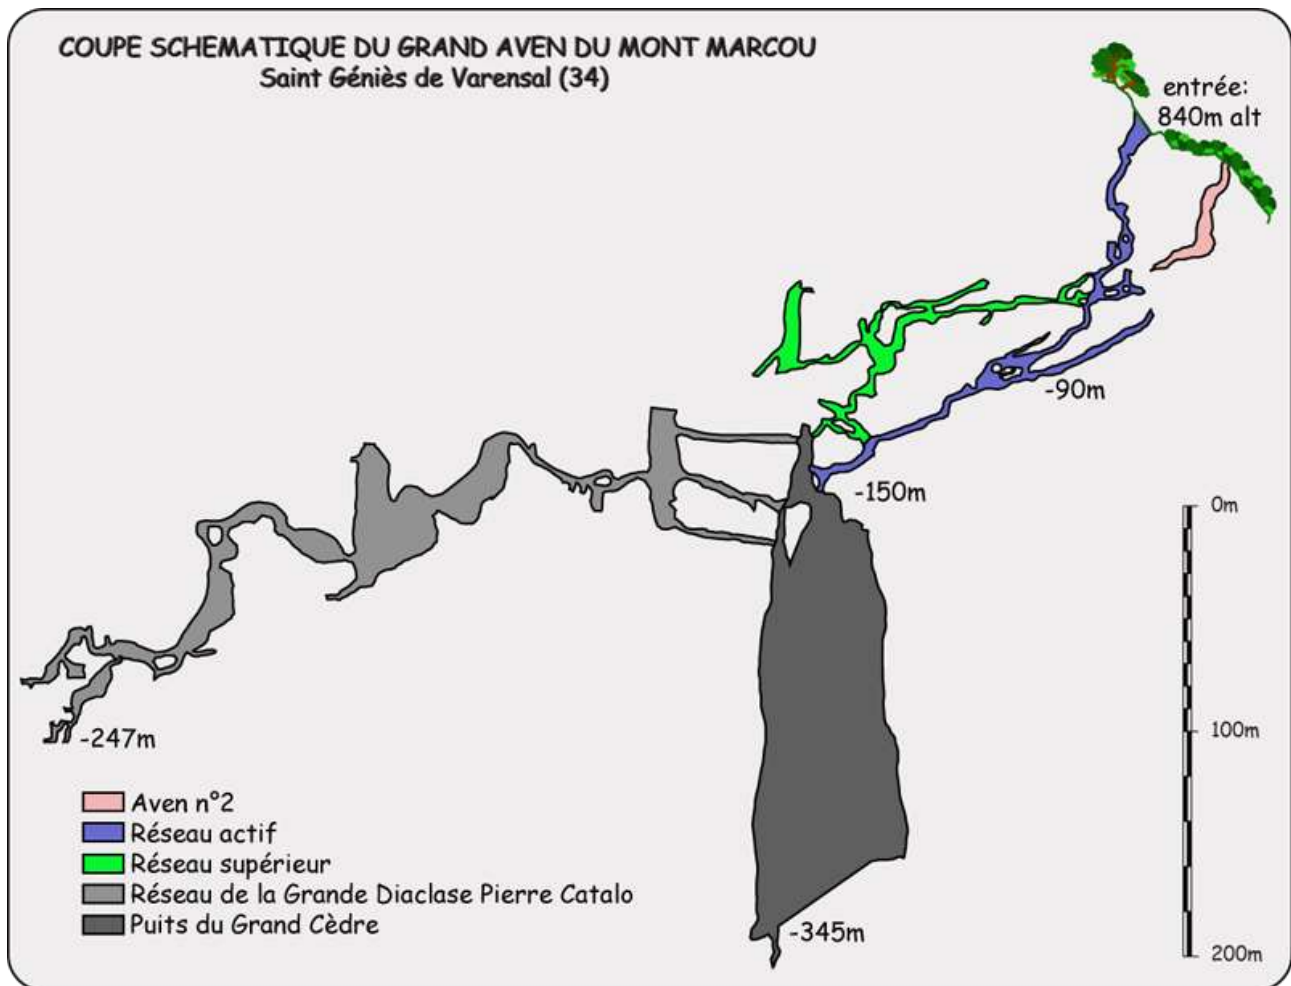 COUPE SCHEMATIQUE DU GRAND AVEN DU MONT MARCOU
Saint Géniès de Varensal (34)
entrée:
840m alt
-90m
-150m
0m
100m
200m
-247m
-345m
Aven n°2
Réseau actif
Réseau supérieur
Réseau de la Grande Diaclase Pierre Catalo
Puits du Grand Cèdre